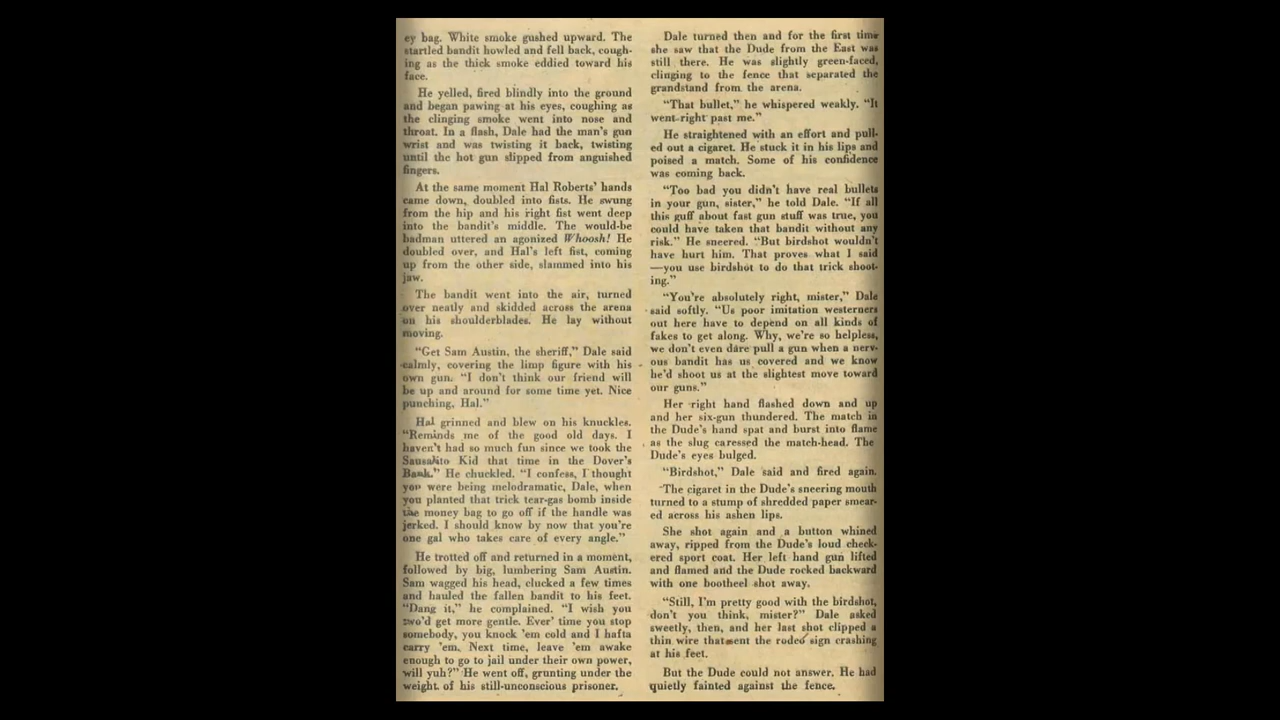 ey bag. White smoke gushed upward. The
startled bandit howled and fell back, cough-
ing as the thick smoke eddied toward his
face.
He yelled, fired blindly into the ground
and began pawing at his eyes, coughing as
the clinging smoke went into nose and
throat. In a flash, Dale had the man's gun
wrist and was twisting it back, twisting
until the hot gun slipped from anguished
fingers.
At the same moment Hal Roberts' hands
came down, doubled into fists. He swung
from the hip and his right fist went deep
into the bandit's middle. The would-be
badman uttered an agonized Whoosh! He
doubled over, and Hal's left fist, coming
up from the other side, slammed into his
jaw.
The bandit went into the air, turned
over neatly and skidded across the arena
on his shoulderblades. He lay without
moving.
"Get Sam Austin, the sheriff," Dale said
calmly, covering the limp figure with his
own gun. "I don't think our friend will
be up and around for some time yet. Nice
punching, Hal."
Hal grinned and blew on his knuckles.
"Reminds me of the good old days. I
haven't had so much fun since we took the
Sausalito Kid that time in the Dover's
Bank." He chuckled. "I confess, I thought
you were being melodramatic, Dale, when
you planted that trick tear-gas bomb inside
the money bag to go off if the handle was
jerked. I should know by now that you're
one gal who takes care of every angle."
He trotted off and returned in a moment,
followed by big, lumbering Sam Austin.
Sam wagged his head, clucked a few times
and hauled the fallen bandit to his feet.
"Dang it," he complained. "I wish you
two'd get more gentle. Ever' time you stop
somebody, you knock 'em cold and I hafta
carry 'em. Next time, leave 'em awake
enough to go to jail under their own power,
will yuh?" He went off, grunting under the
weight of his still-unconscious prisoner.
Dale turned then and for the first time
she saw that the Dude from the East was
still there. He was slightly green-faced,
clinging to the fence that separated the
grandstand from the arena.
"That bullet," he whispered weakly. "It
went right past me."
He straightened with an effort and pull-
ed out a cigaret. He stuck it in his lips and
poised a match. Some of his confidence
was coming back.
"Too bad you didn't have real bullets
in your gun, sister," he told Dale. "If all
this guff about fast gun stuff was true, you
could have taken that bandit without any
risk." He sneered. "But birdshot wouldn't
have hurt him. That proves what I said
—you use birdshot to do that trick shoot-
ing."
"You're absolutely right, mister," Dale
said softly. "Us poor imitation westerners
out here have to depend on all kinds of
fakes to get along. Why, we're so helpless,
we don't even dare pull a gun when a nerv-
ous bandit has us covered and we know
he'd shoot us at the slightest move toward
our guns."
Her right hand flashed down and up
and her six-gun thundered. The match in
the Dude's hand spat and burst into flame
as the slug caressed the match-head. The
Dude's eyes bulged.
"Birdshot," Dale said and fired again.
The cigaret in the Dude's sneering mouth
turned to a stump of shredded paper smear-
ed across his ashen lips.
She shot again and a button whined
away, ripped from the Dude's loud check-
ered sport coat. Her left hand gun lifted
and flamed and the Dude rocked backward
with one bootheel shot away.
"Still, I'm pretty good with the birdshot,
don't you think, mister?" Dale asked
sweetly, then, and her last shot clipped a
thin wire that sent the rodeo sign crashing
at his feet.
But the Dude could not answer. He had
quietly fainted against the fence.